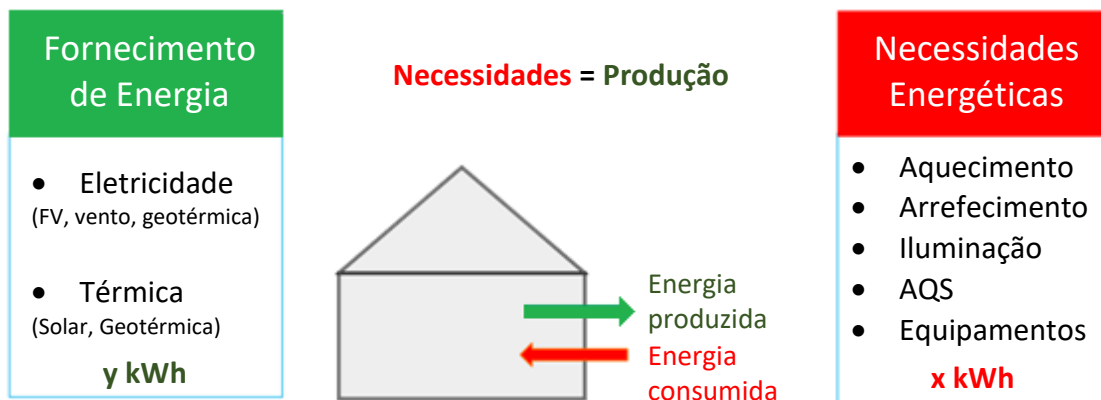 Fornecimento
de Energia
• Eletricidade
(FV, vento, geotérmica)
• Térmica
(Solar, Geotérmica)
y kWh
Necessidades = Produção
Energia
produzida
Energia
consumida
Necessidades
Energéticas
• Aquecimento
• Arrefecimento
• Iluminação
• AQS
• Equipamentos
x kWh